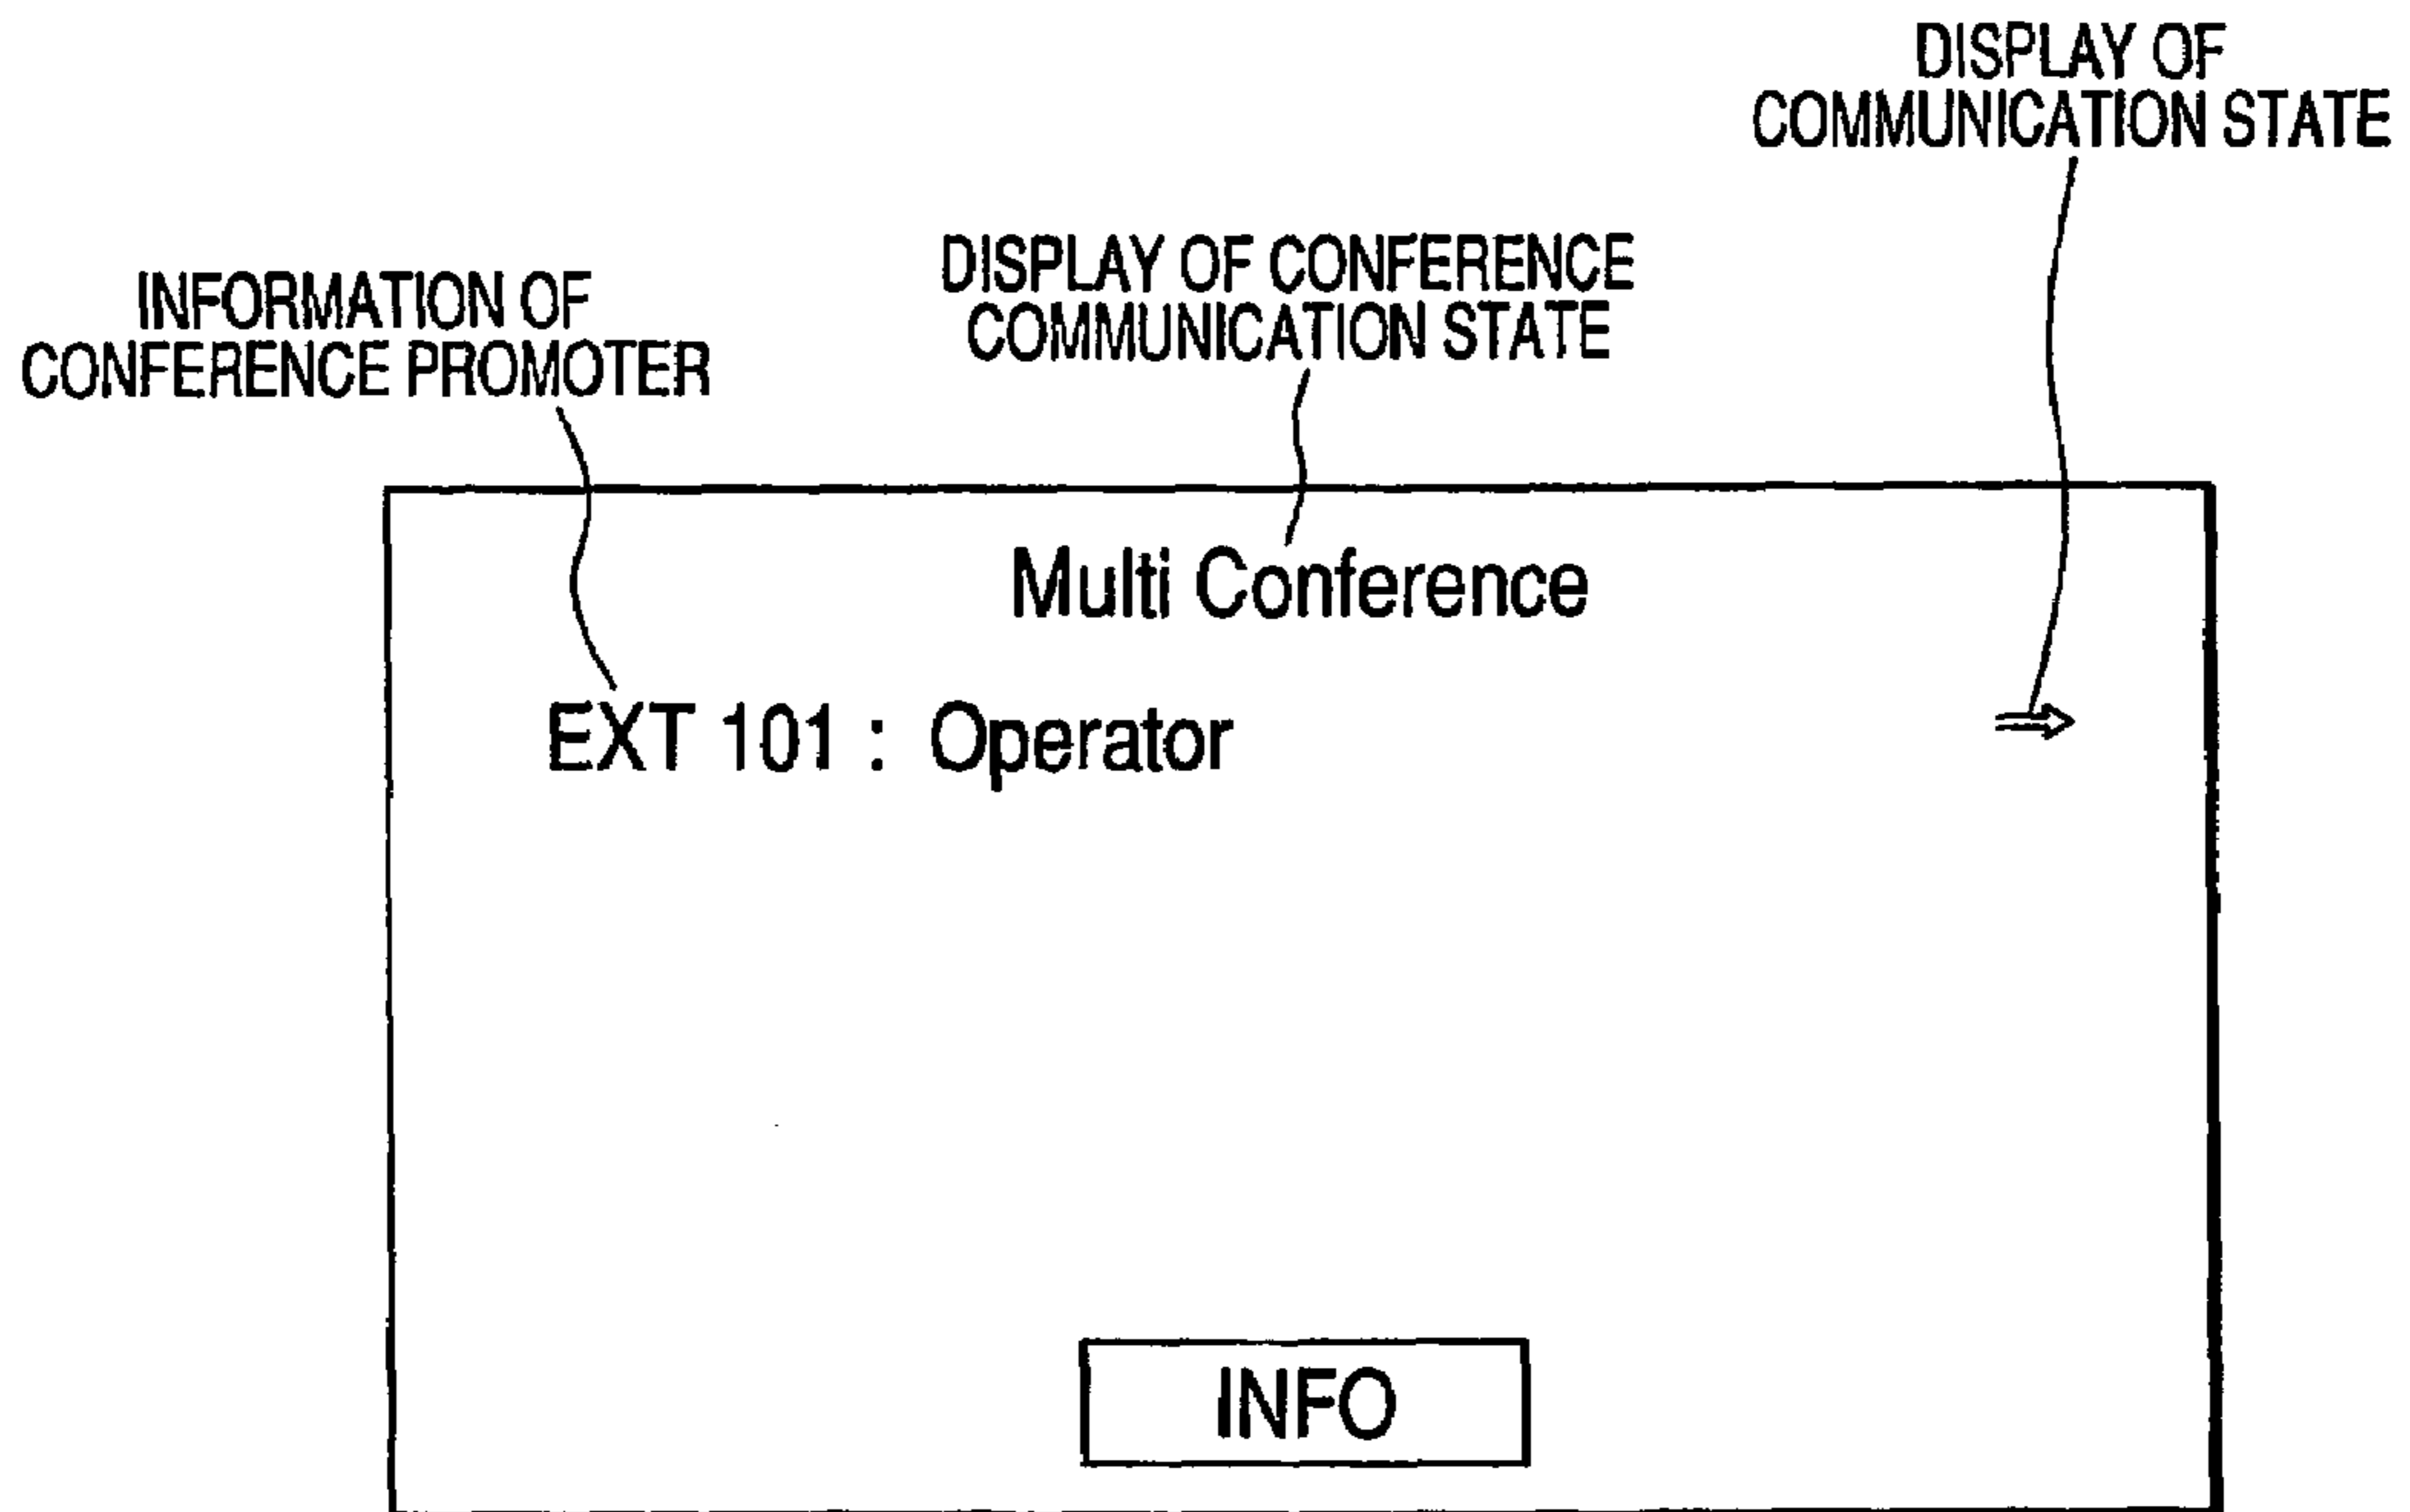 DISPLAY OF
COMMUNICATION STATE
DISPLAY OF CONFERENCE
COMMUNICATION STATE
INFORMATION OF
CONFERENCE PROMOTER
Multi Conference
EXT 101 : Operator
INFO